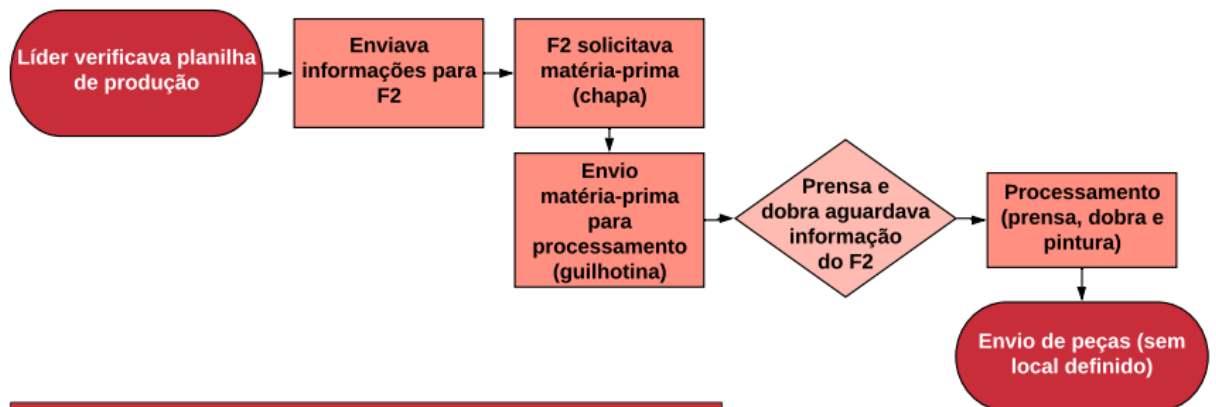 Líder verificava planilha
de produção
Enviava
informações para
F2
F2 solicitava
matéria-prima
(chapa)
Envio
matéria-prima
para
processamento
(guilhotina)
Prensa e
dobra aguardava
informação
do F2
Processamento
(prensa, dobra e
pintura)
Envio de peças (sem
local definido)